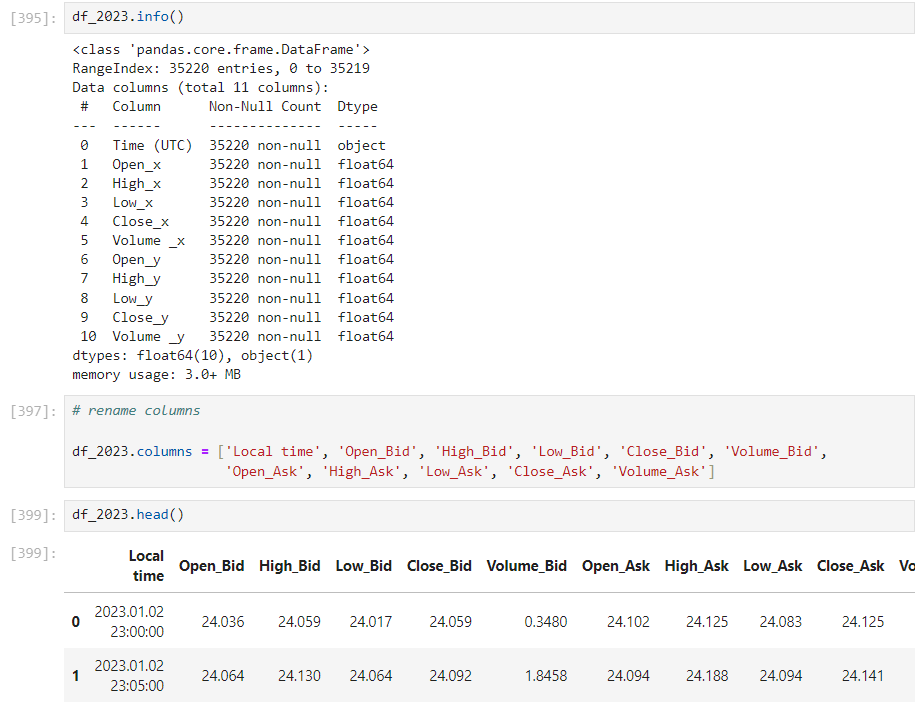 [395]: df_2023.info()
<class 'pandas.core.frame.DataFrame'>
RangeIndex: 35220 entries, 0 to 35219
Data columns (total 11 columns):
 #   Column      Non-Null Count  Dtype
---  ------      --------------  -----
 0   Time (UTC)  35220 non-null  object
 1   Open_x      35220 non-null  float64
 2   High_x      35220 non-null  float64
 3   Low_x       35220 non-null  float64
 4   Close_x     35220 non-null  float64
 5   Volume _x   35220 non-null  float64
 6   Open_y      35220 non-null  float64
 7   High_y      35220 non-null  float64
 8   Low_y       35220 non-null  float64
 9   Close_y     35220 non-null  float64
 10  Volume _y   35220 non-null  float64
dtypes: float64(10), object(1)
memory usage: 3.0+ MB
[397]: # rename columns
df_2023.columns = ['Local time', 'Open_Bid', 'High_Bid', 'Low_Bid', 'Close_Bid', 'Volume_Bid',
'Open_Ask', 'High_Ask', 'Low_Ask', 'Close_Ask', 'Volume_Ask']
[399]: df_2023.head()
[399]:
Local time Open_Bid High_Bid Low_Bid Close_Bid Volume_Bid Open_Ask High_Ask Low_Ask Close_Ask Vo
0 2023.01.02 23:00:00 24.036 24.059 24.017 24.059 0.3480 24.102 24.125 24.083 24.125
1 2023.01.02 23:05:00 24.064 24.130 24.064 24.092 1.8458 24.094 24.188 24.094 24.141